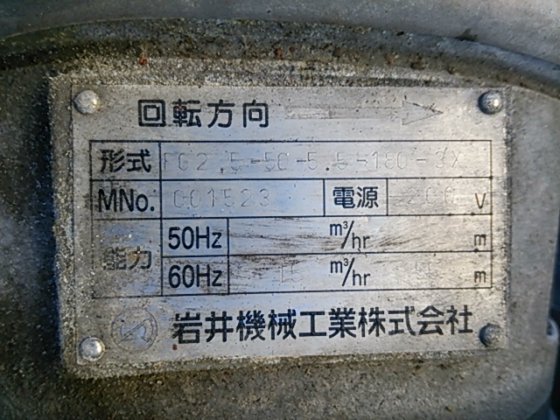 回転方向
形式 FG2.5-50-5.5-180-3X
MNo. 001523 電源 200 V
能力 50Hz m³/hr m
60Hz m³/hr m
岩井機械工業株式会社